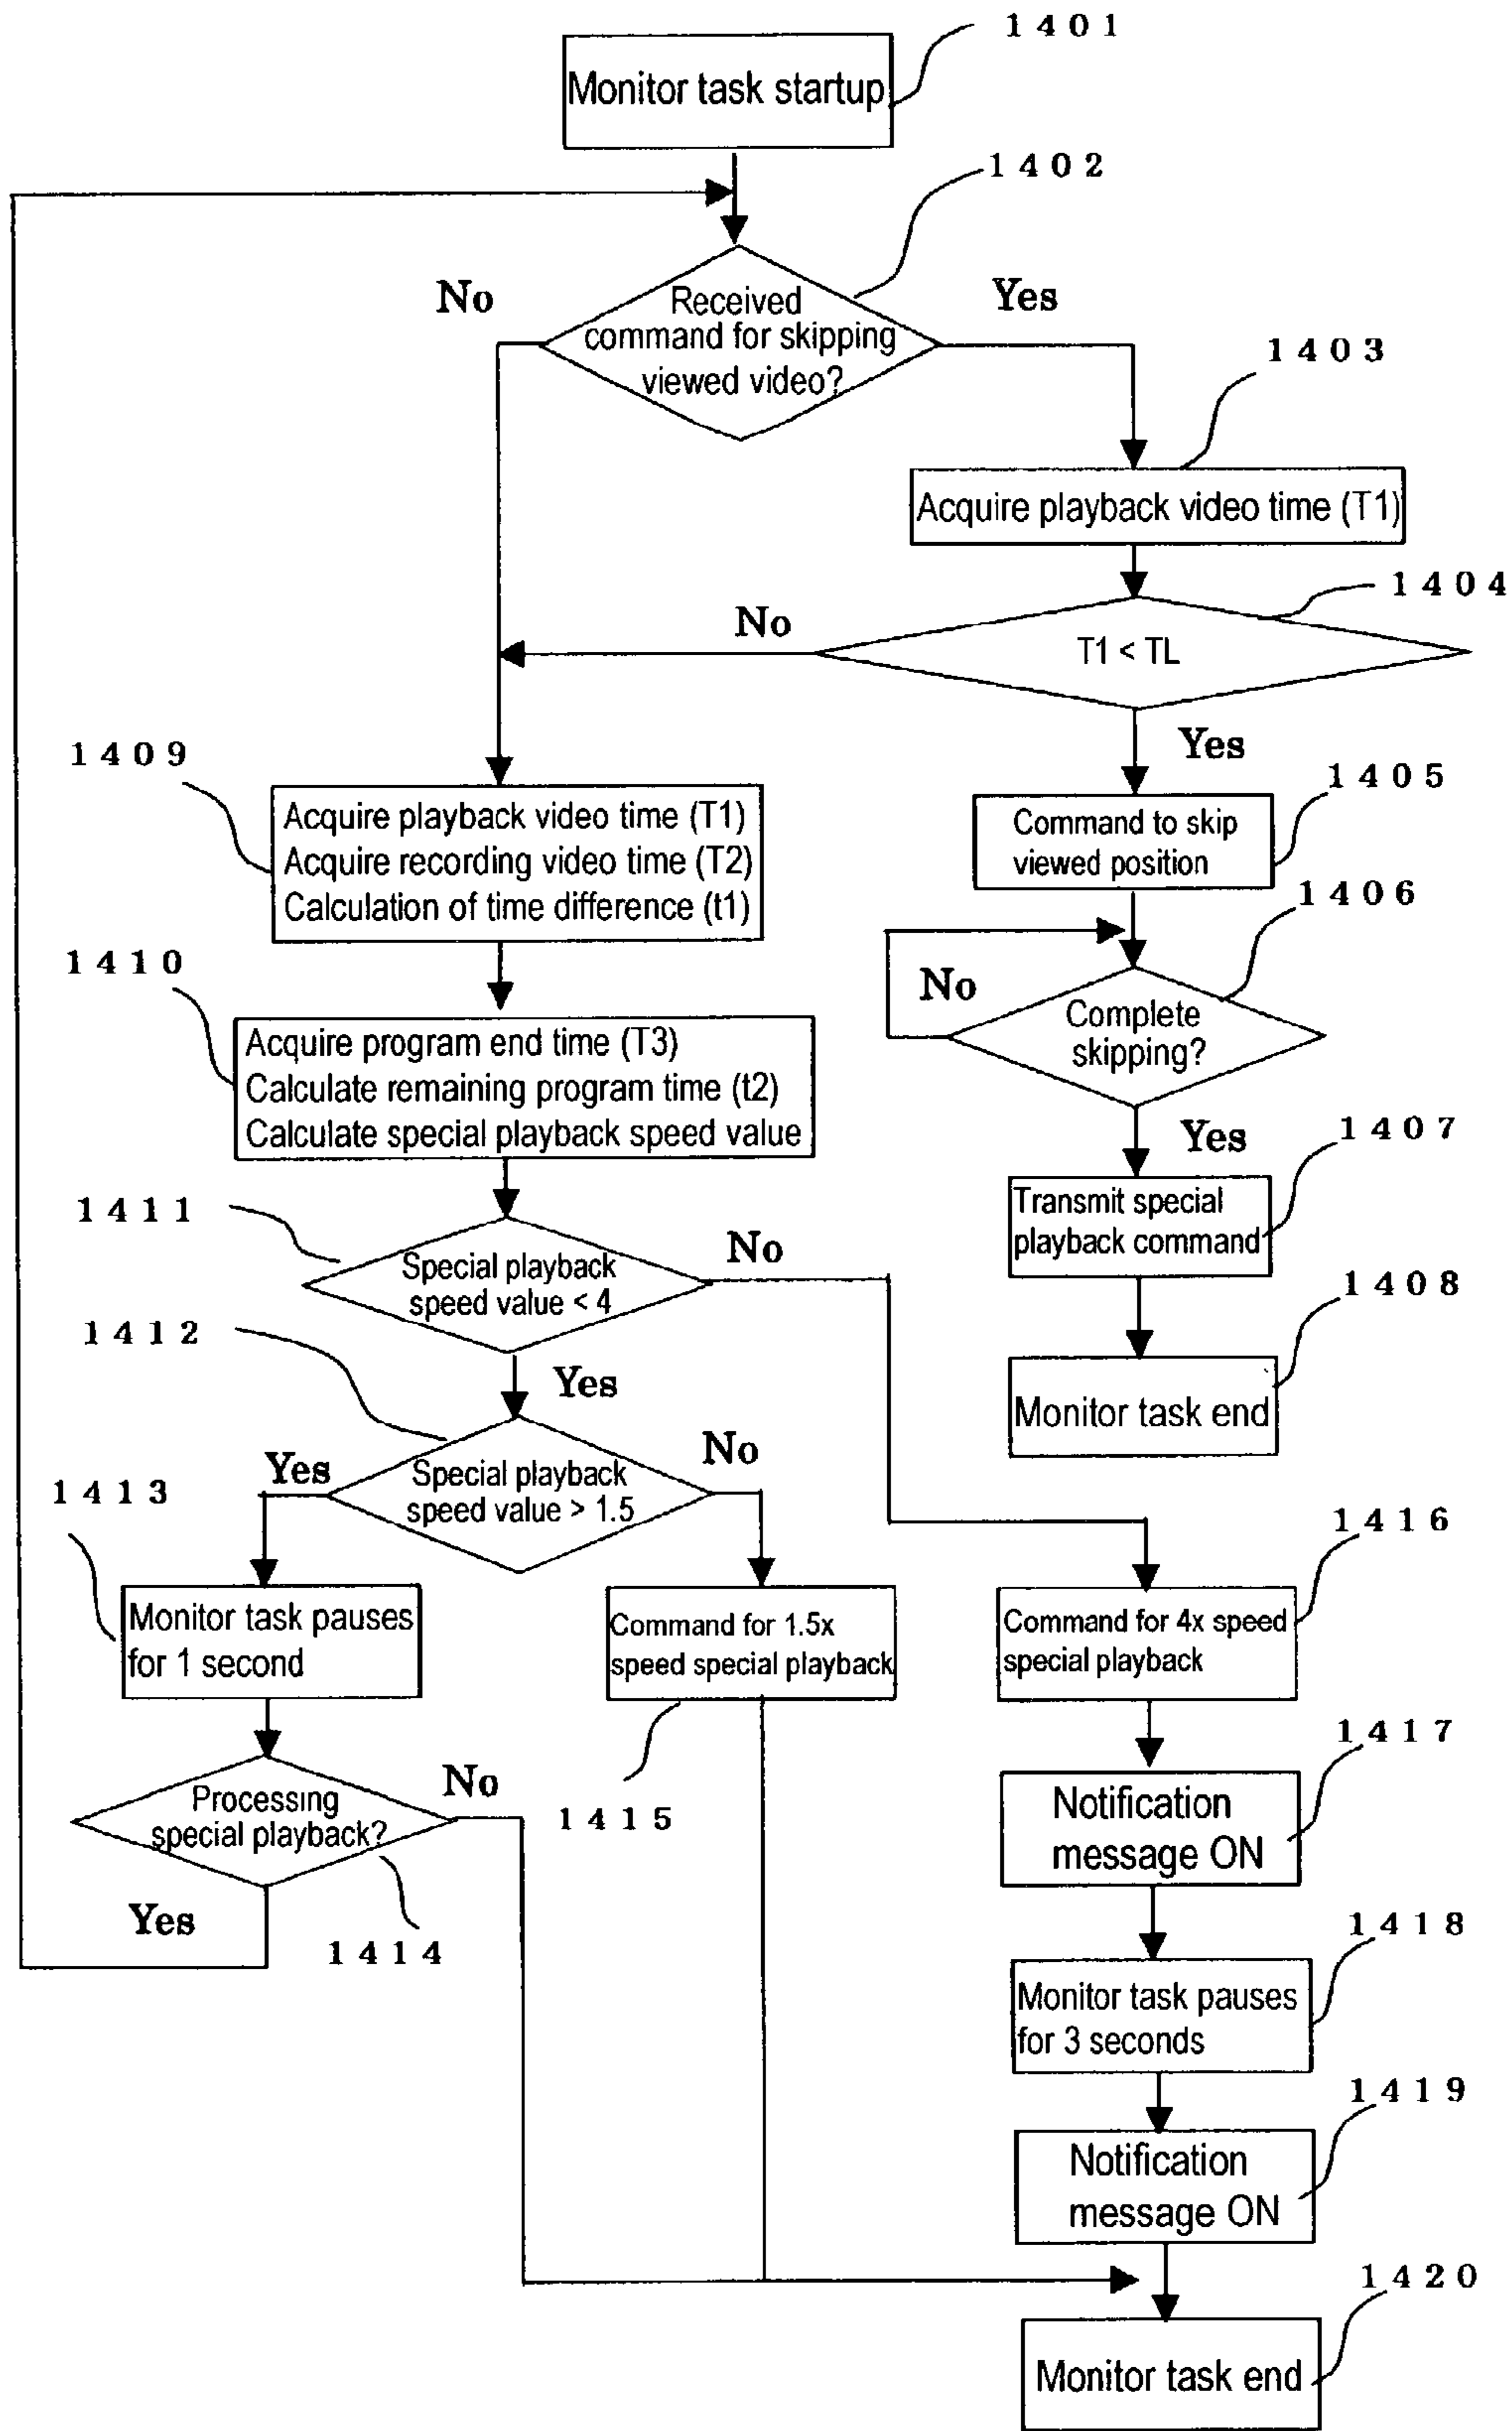 1401
Monitor task startup
1402
No
Yes
Received
command for skipping
viewed video?
1403
Acquire playback video time (T1)
1404
No
T1 < TL
Yes
1409
1405
Acquire playback video time (T1)
Acquire recording video time (T2)
Calculation of time difference (t1)
Command to skip
viewed position
1406
1410
No
Complete
skipping?
Acquire program end time (T3)
Calculate remaining program time (t2)
Calculate special playback speed value
Yes
1407
Transmit special
playback command
1411
No
Special playback
speed value < 4
1408
1412
Yes
Monitor task end
Yes
No
Special playback
speed value > 1.5
1413
1416
Monitor task pauses
for 1 second
Command for 1.5x
speed special playback
Command for 4x speed
special playback
1417
No
Processing
special playback?
1415
Notification
message ON
Yes
1414
1418
Monitor task pauses
for 3 seconds
1419
Notification
message ON
1420
Monitor task end